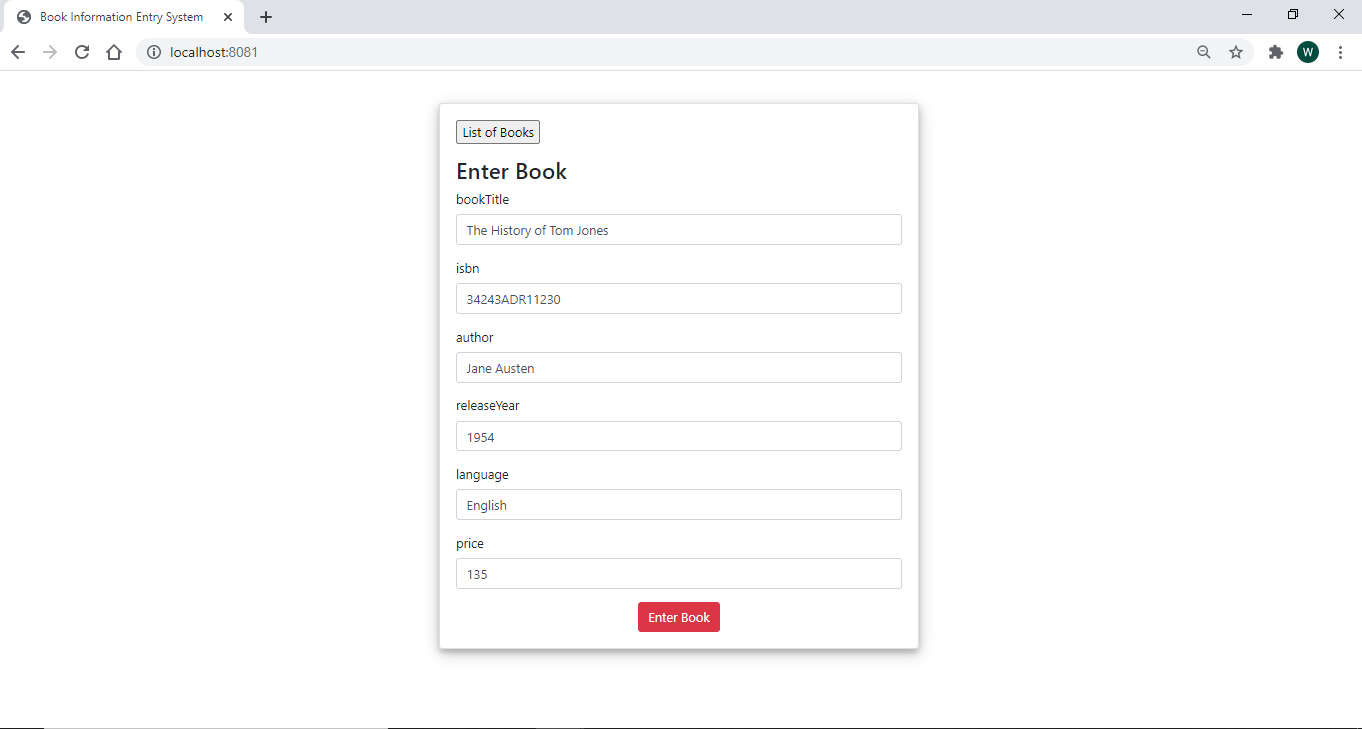 Book Information Entry System
localhost:8081
W
List of Books
Enter Book
bookTitle
The History of Tom Jones
isbn
34243ADR11230
author
Jane Austen
releaseYear
1954
language
English
price
135
Enter Book